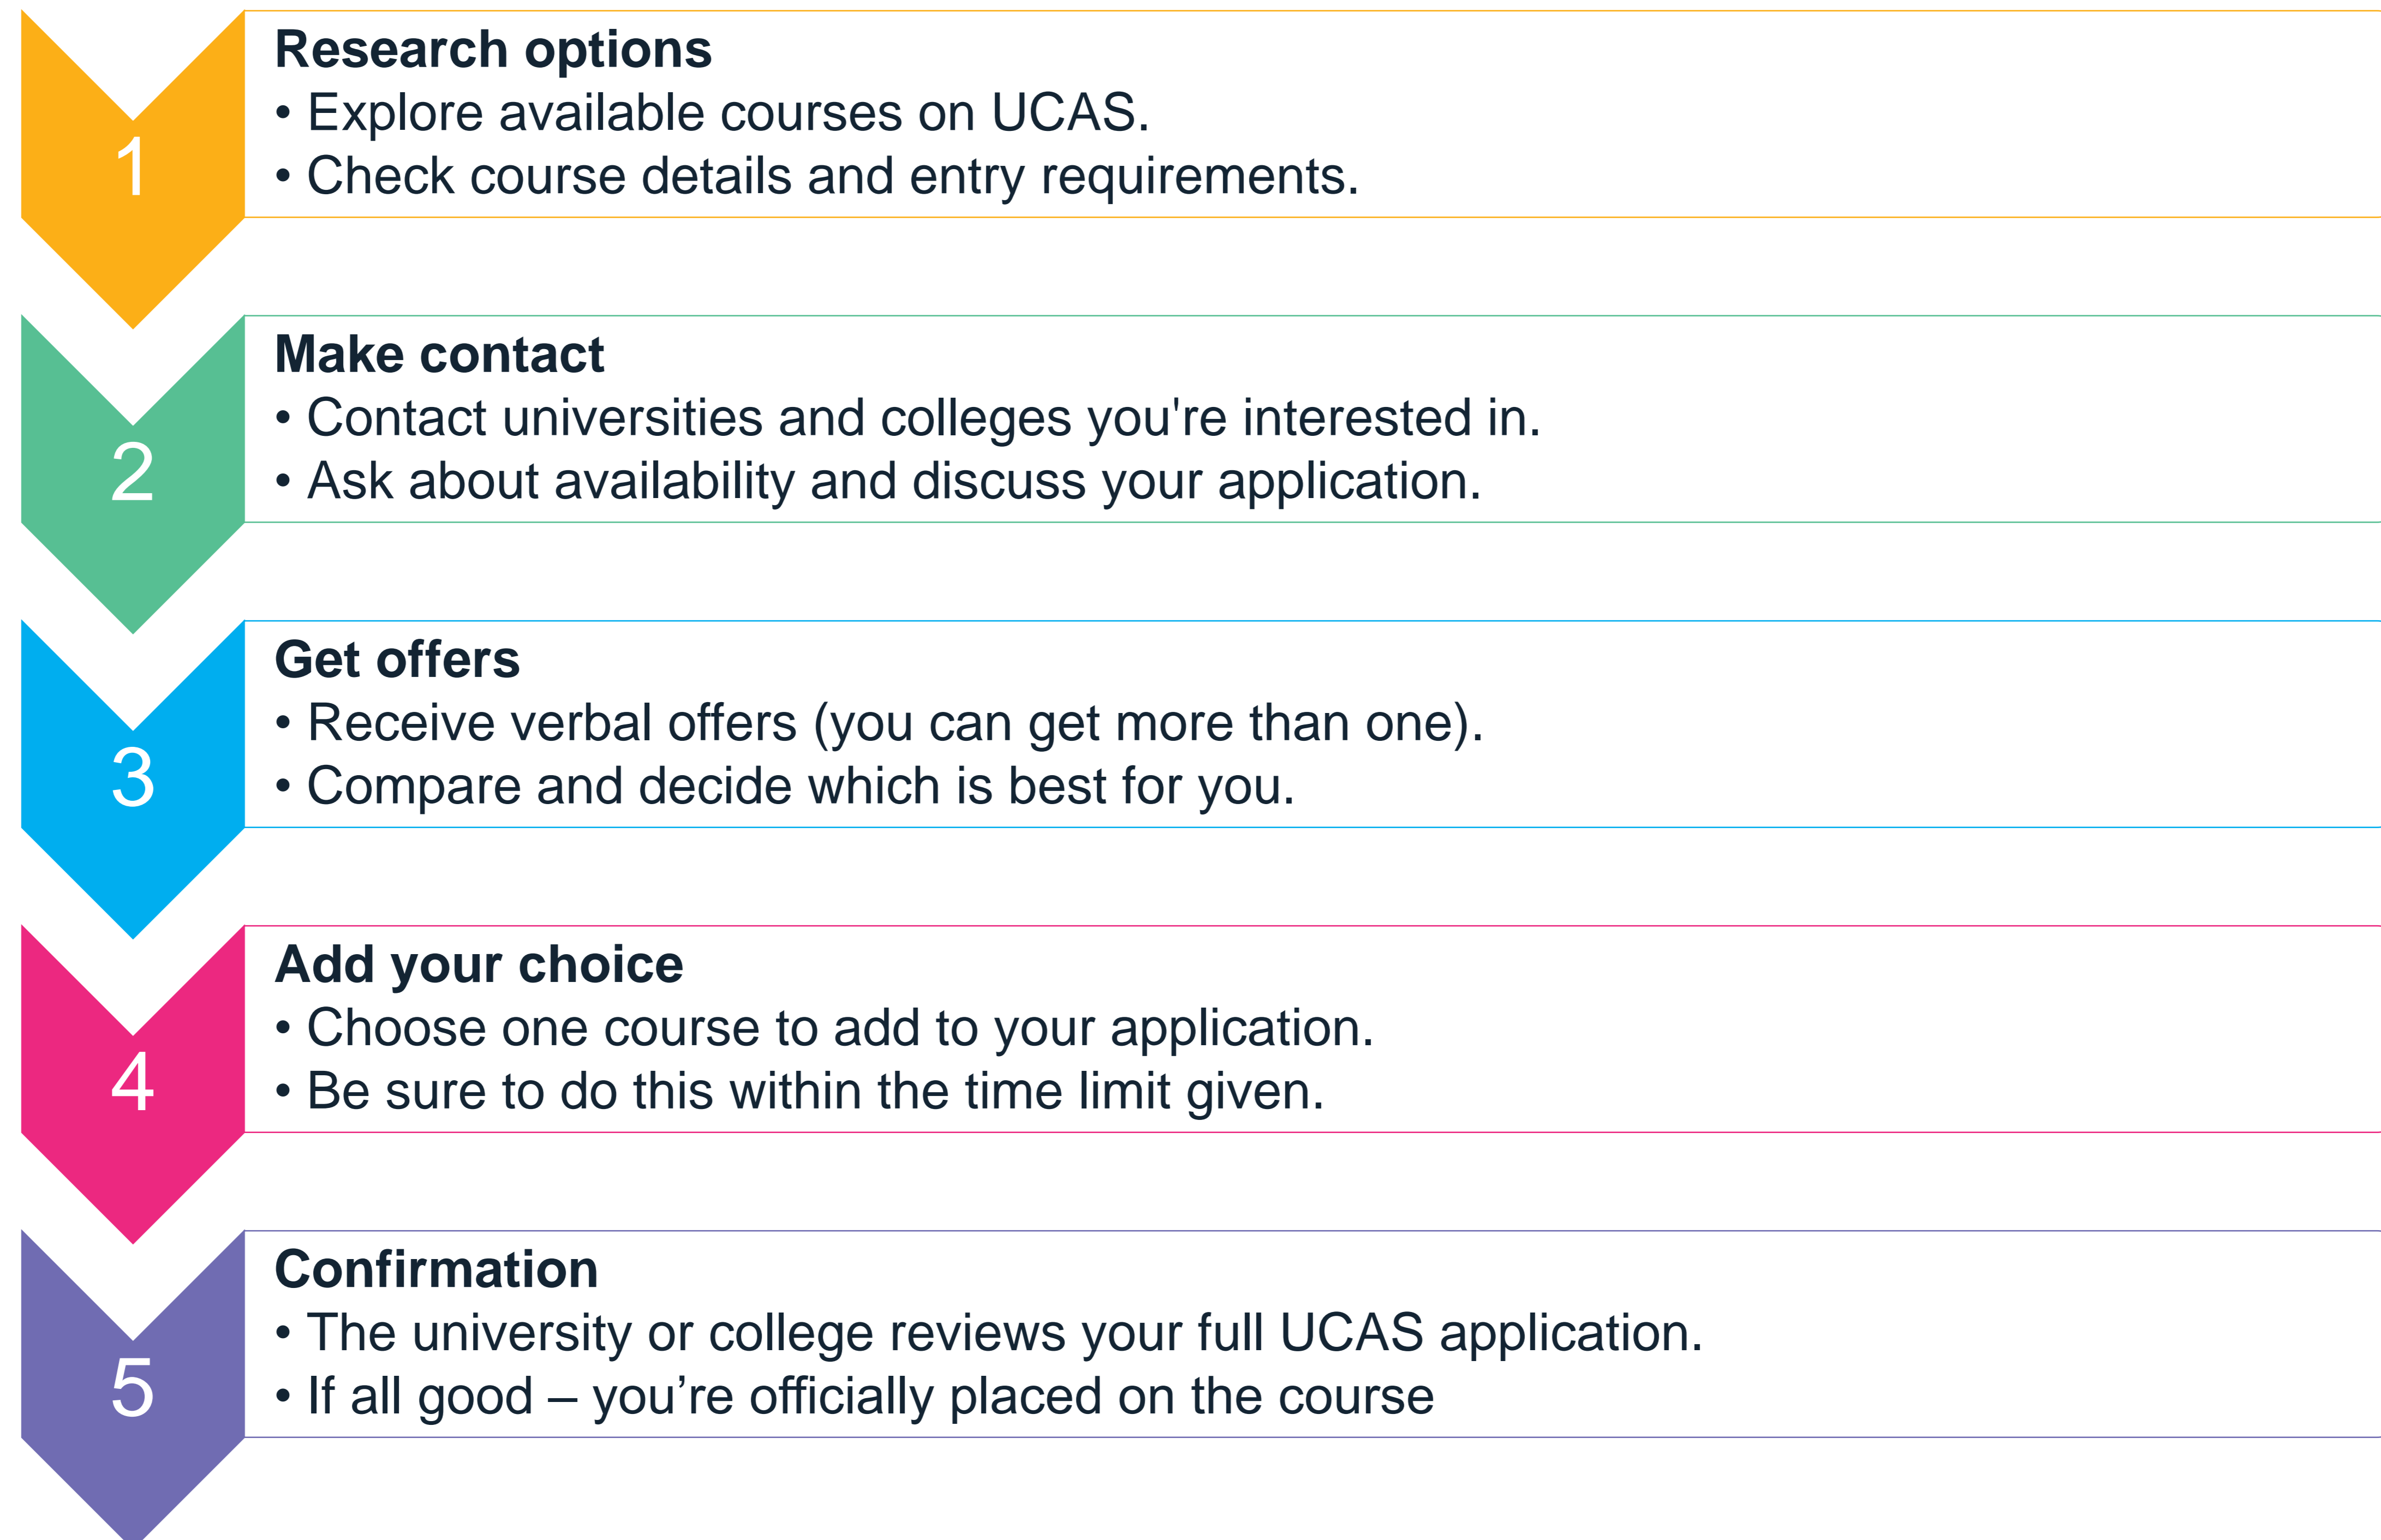 1
Research options
• Explore available courses on UCAS.
• Check course details and entry requirements.
2
Make contact
• Contact universities and colleges you're interested in.
• Ask about availability and discuss your application.
3
Get offers
• Receive verbal offers (you can get more than one).
• Compare and decide which is best for you.
4
Add your choice
• Choose one course to add to your application.
• Be sure to do this within the time limit given.
5
Confirmation
• The university or college reviews your full UCAS application.
• If all good – you’re officially placed on the course